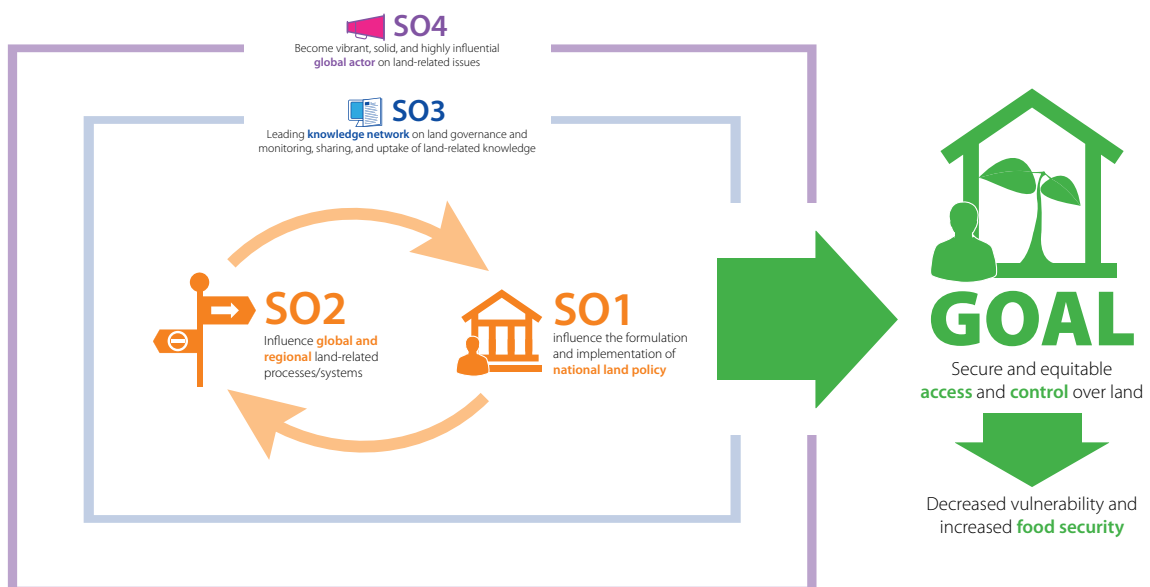 SO4
Become vibrant, solid, and highly influential
global actor on land-related issues
SO3
Leading knowledge network on land governance and
monitoring, sharing, and uptake of land-related knowledge
SO2
Influence global and
regional land-related
processes/systems
SO1
influence the formulation
and implementation of
national land policy
GOAL
Secure and equitable
access and control over land
Decreased vulnerability and
increased food security